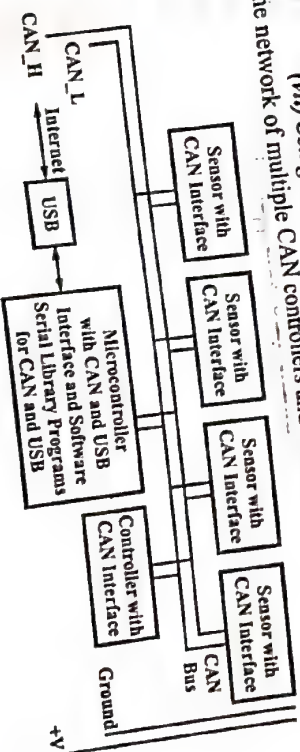 he network of multiple CAN controllers and
Sensor with
CAN Interface
Sensor with
CAN Interface
Sensor with
CAN Interface
Sensor with
CAN Interface
CAN
Bus
CAN_L
CAN_H
Internet
USB
Microcontroller
with CAN and USB
Interface and Software
Serial Library Programs
for CAN and USB
Controller with
CAN Interface
Ground
+V